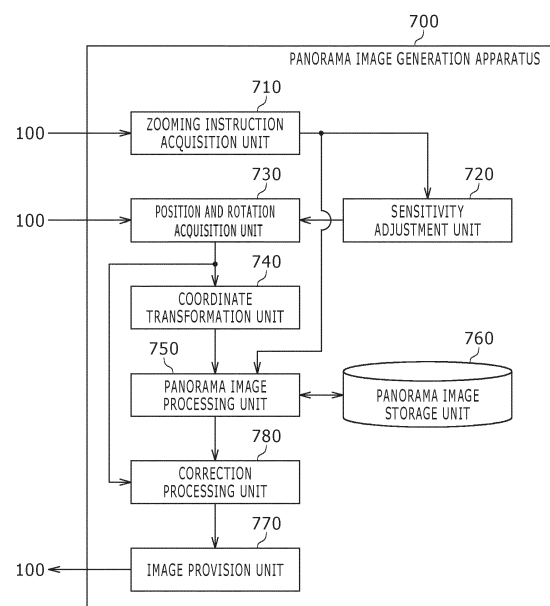 700
PANORAMA IMAGE GENERATION APPARATUS
710
100
ZOOMING INSTRUCTION
ACQUISITION UNIT
730
720
100
POSITION AND ROTATION
ACQUISITION UNIT
SENSITIVITY
ADJUSTMENT UNIT
740
COORDINATE
TRANSFORMATION UNIT
750
760
PANORAMA IMAGE
PROCESSING UNIT
PANORAMA IMAGE
STORAGE UNIT
780
CORRECTION
PROCESSING UNIT
770
100
IMAGE PROVISION UNIT